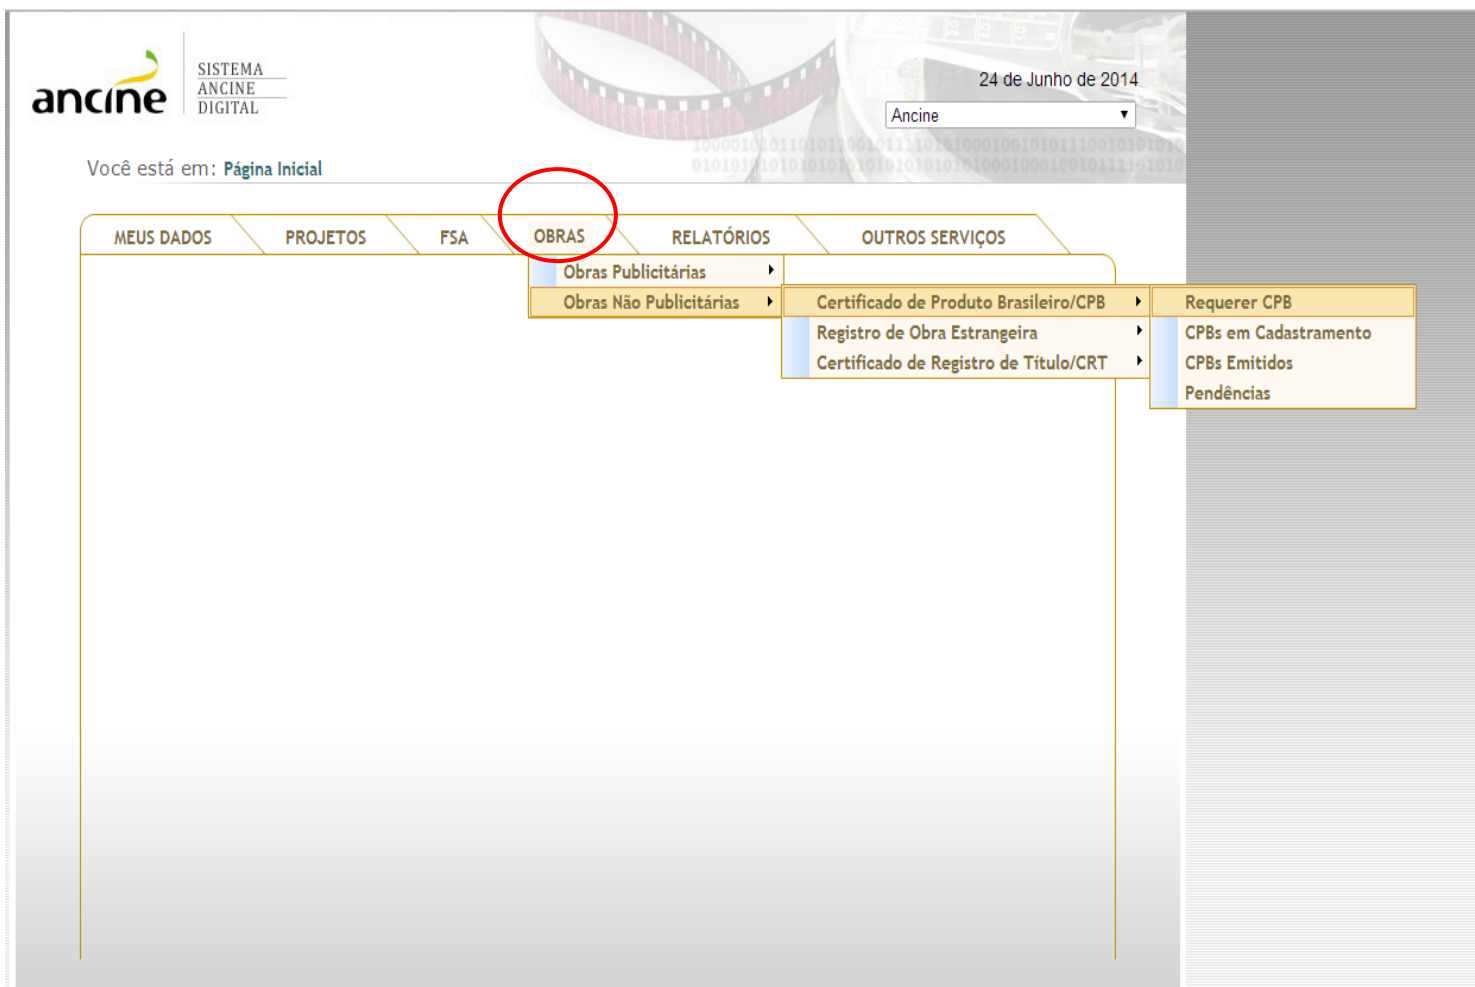 ancine
SISTEMA
ANCINE
DIGITAL
24 de Junho de 2014
Ancine
Você está em: Página Inicial
MEUS DADOS PROJETOS FSA OBRAS RELATÓRIOS OUTROS SERVIÇOS
Obras Publicitárias
Obras Não Publicitárias
Certificado de Produto Brasileiro/CPB
Registro de Obra Estrangeira
Certificado de Registro de Título/CRT
Requerer CPB
CPBs em Cadastramento
CPBs Emitidos
Pendências